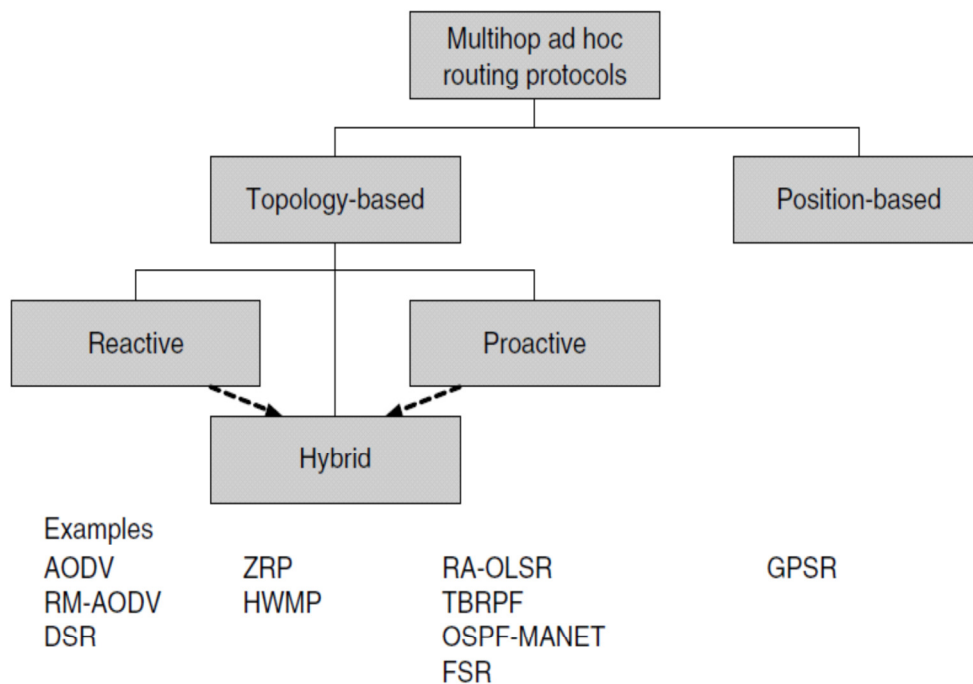 Multihop ad hoc
routing protocols
Topology-based
Position-based
Reactive
Proactive
Hybrid
Examples
AODV ZRP RA-OLSR GPSR
RM-AODV HWMP TBRPF
DSR OSPF-MANET
FSR